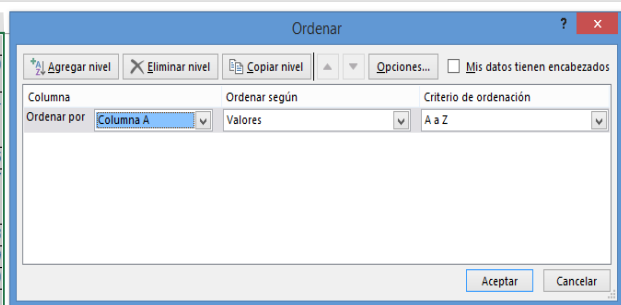 Ordenar
?
x
Agregar nivel
Eliminar nivel
Copiar nivel
Opciones...
Mis datos tienen encabezados
Columna
Ordenar según
Criterio de ordenación
Ordenar por
Columna A
Valores
A a Z
Aceptar
Cancelar